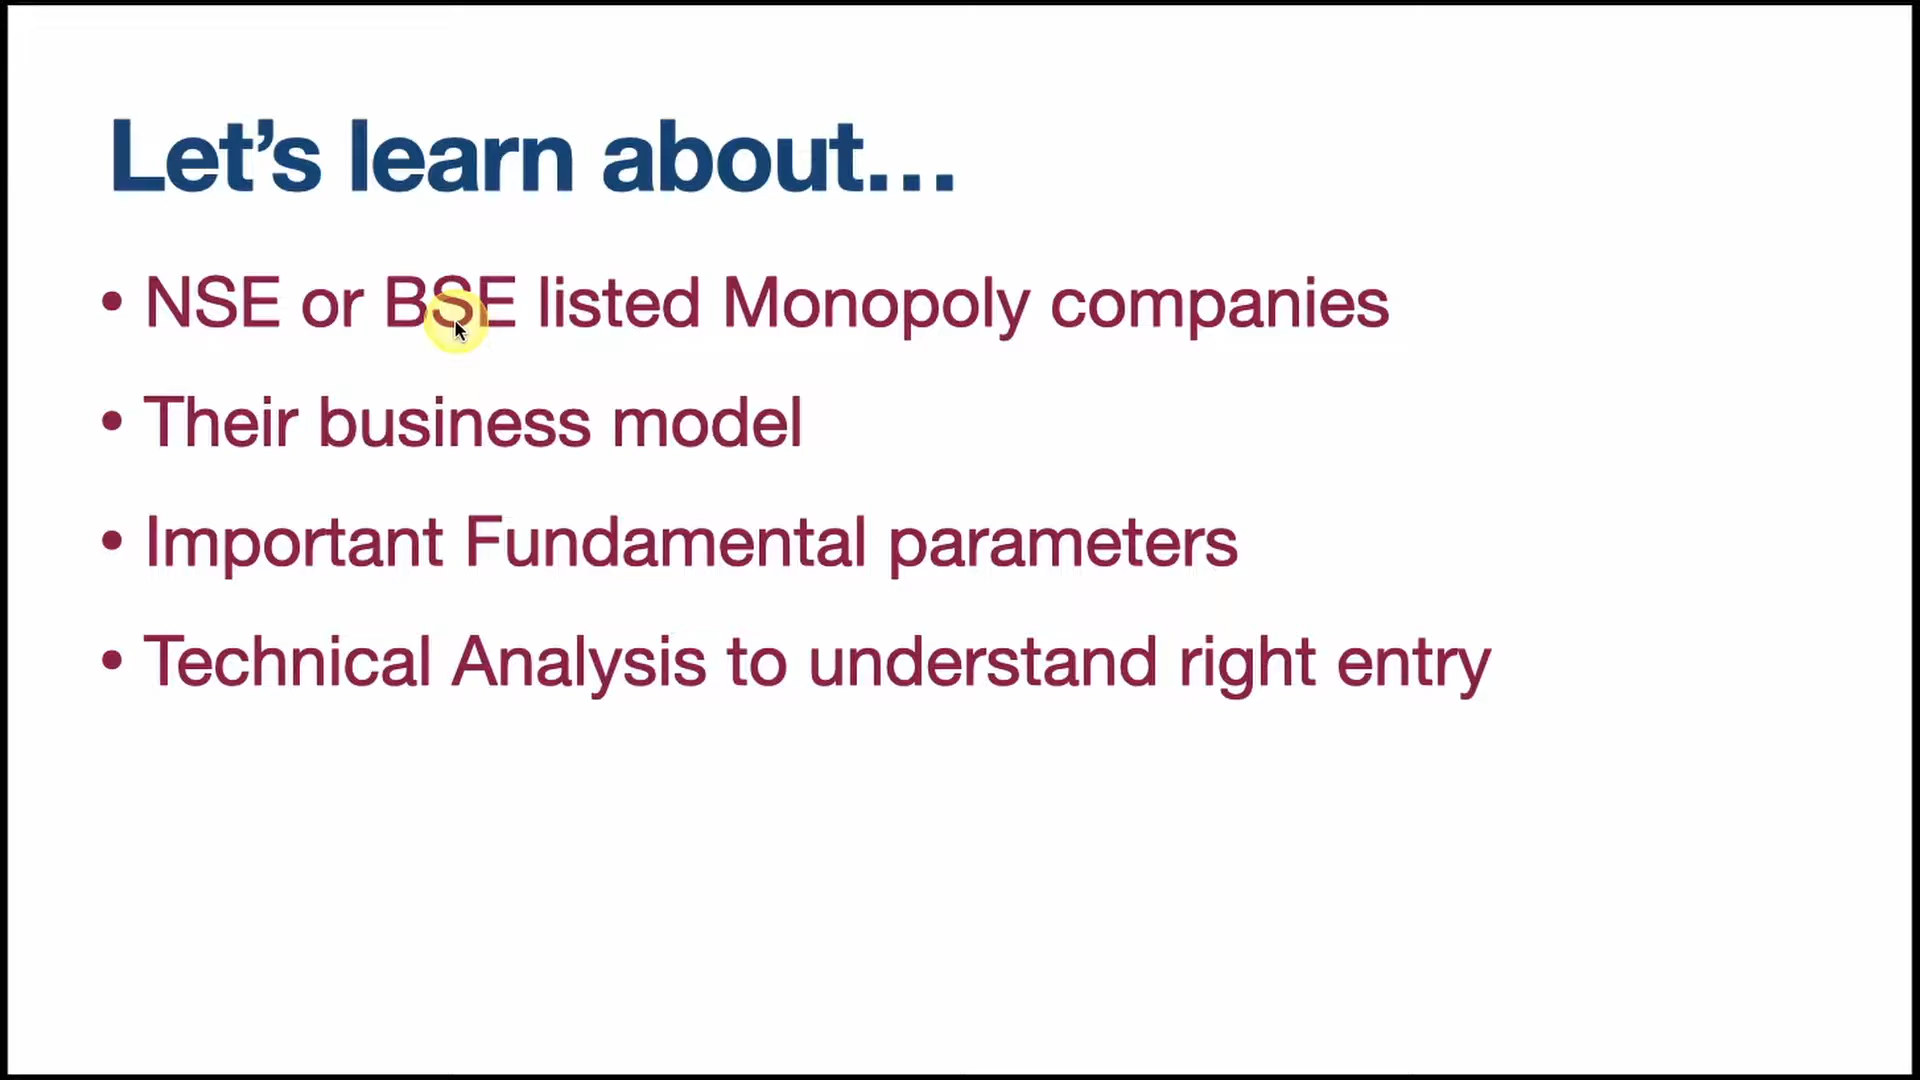 Let’s learn about…
• NSE or BSE listed Monopoly companies
• Their business model
• Important Fundamental parameters
• Technical Analysis to understand right entry